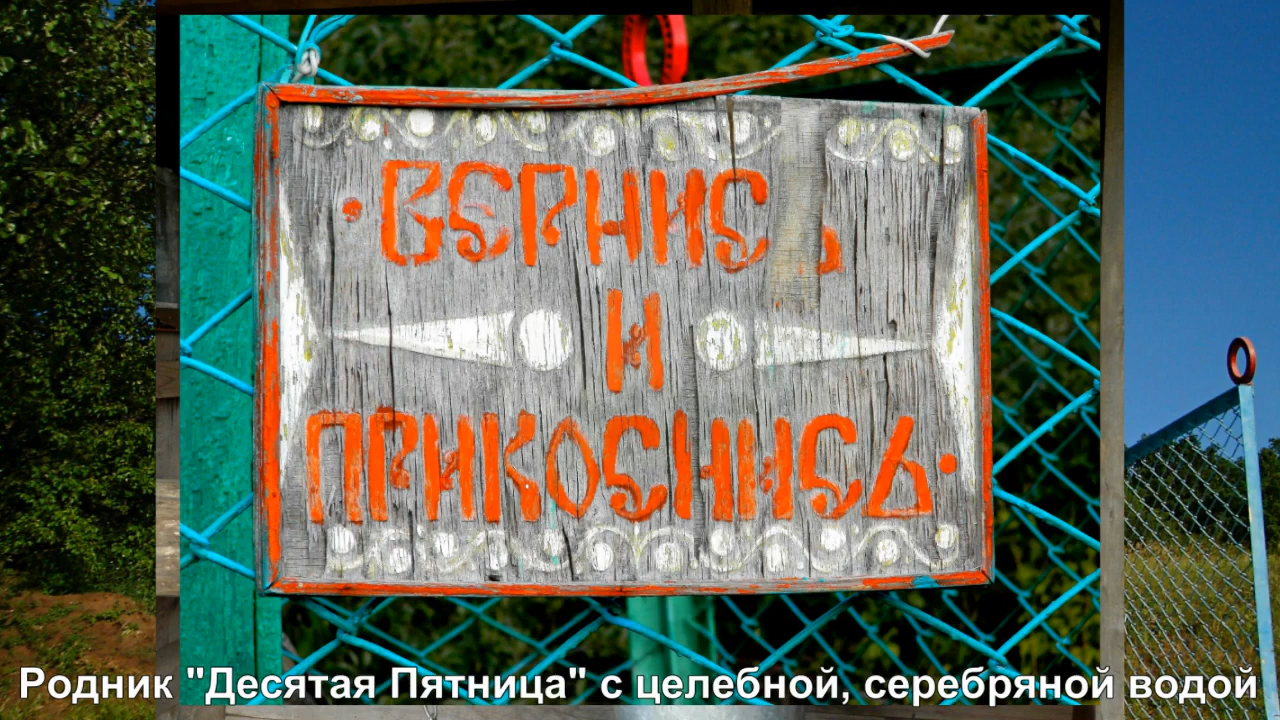 ·ВЕРНИСЬ
И
ПРИКОСНИСЬ·
Родник "Десятая Пятница" с целебной, серебряной водой